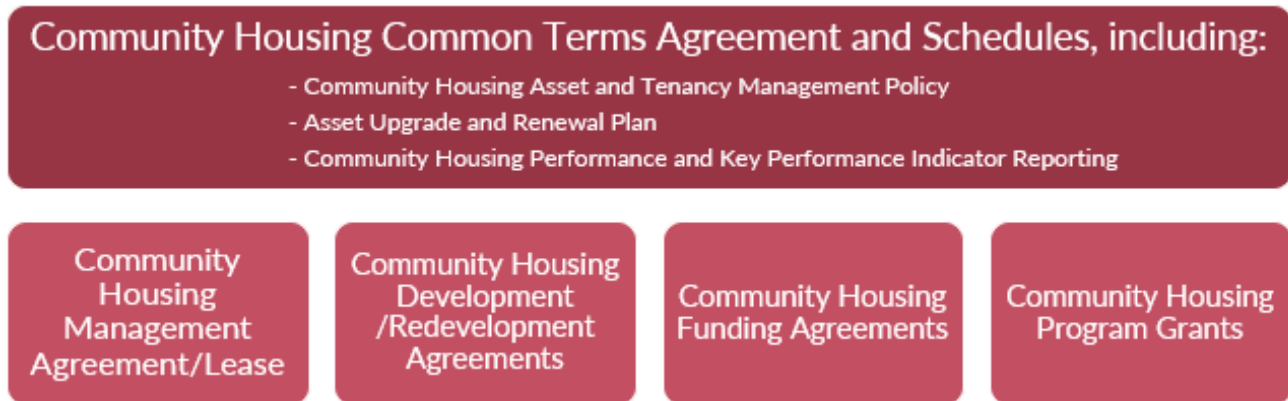 Community Housing Common Terms Agreement and Schedules, including:
- Community Housing Asset and Tenancy Management Policy
- Asset Upgrade and Renewal Plan
- Community Housing Performance and Key Performance Indicator Reporting
Community
Housing
Management
Agreement/Lease
Community Housing
Development
/Redevelopment
Agreements
Community Housing
Funding Agreements
Community Housing
Program Grants